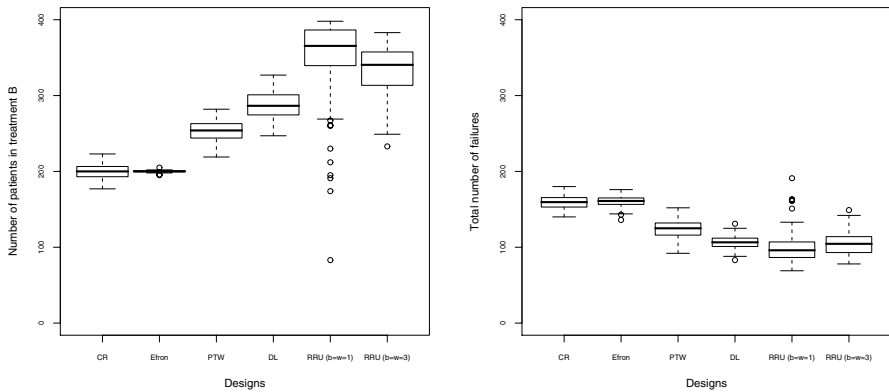 Number of patients in treatment B
400
300
200
100
0
CR Efron PTW DL RRU (b=w=1) RRU (b=w=3)
Designs
Total number of failures
400
300
200
100
0
CR Efron PTW DL RRU (b=w=1) RRU (b=w=3)
Designs